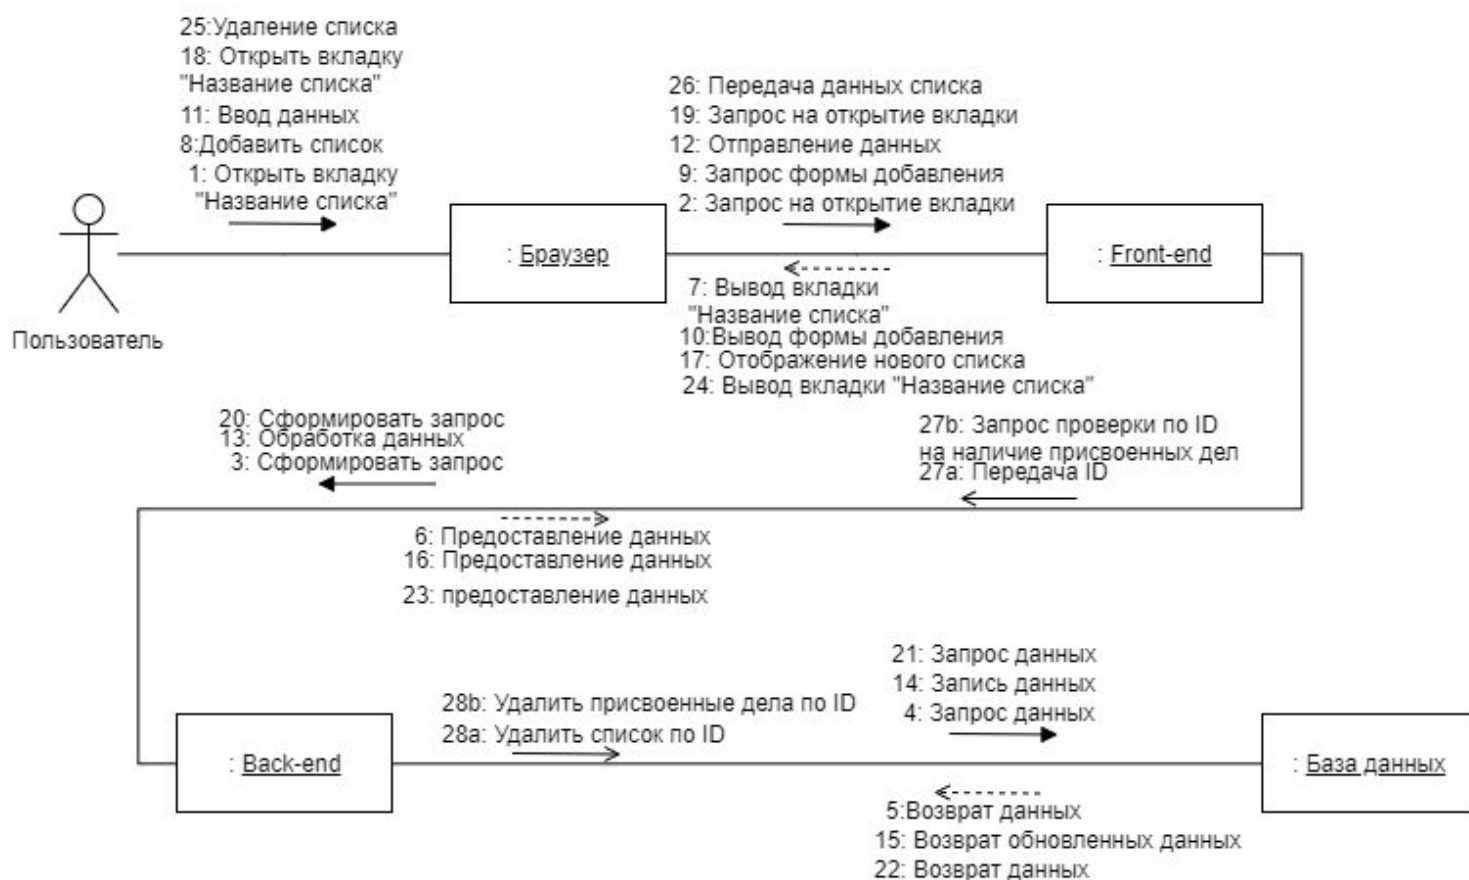 25:Удаление списка
18: Открыть вкладку
"Название списка"
11: Ввод данных
8:Добавить список
1: Открыть вкладку
"Название списка"
26: Передача данных списка
19: Запрос на открытие вкладки
12: Отправление данных
9: Запрос формы добавления
2: Запрос на открытие вкладки
: Браузер
: Front-end
Пользователь
7: Вывод вкладки
"Название списка"
10:Вывод формы добавления
17: Отображение нового списка
24: Вывод вкладки "Название списка"
20: Сформировать запрос
13: Обработка данных
3: Сформировать запрос
27b: Запрос проверки по ID
на наличие присвоенных дел
27a: Передача ID
6: Предоставление данных
16: Предоставление данных
23: предоставление данных
21: Запрос данных
14: Запись данных
4: Запрос данных
28b: Удалить присвоенные дела по ID
28a: Удалить список по ID
: Back-end
: База данных
5:Возврат данных
15: Возврат обновленных данных
22: Возврат данных